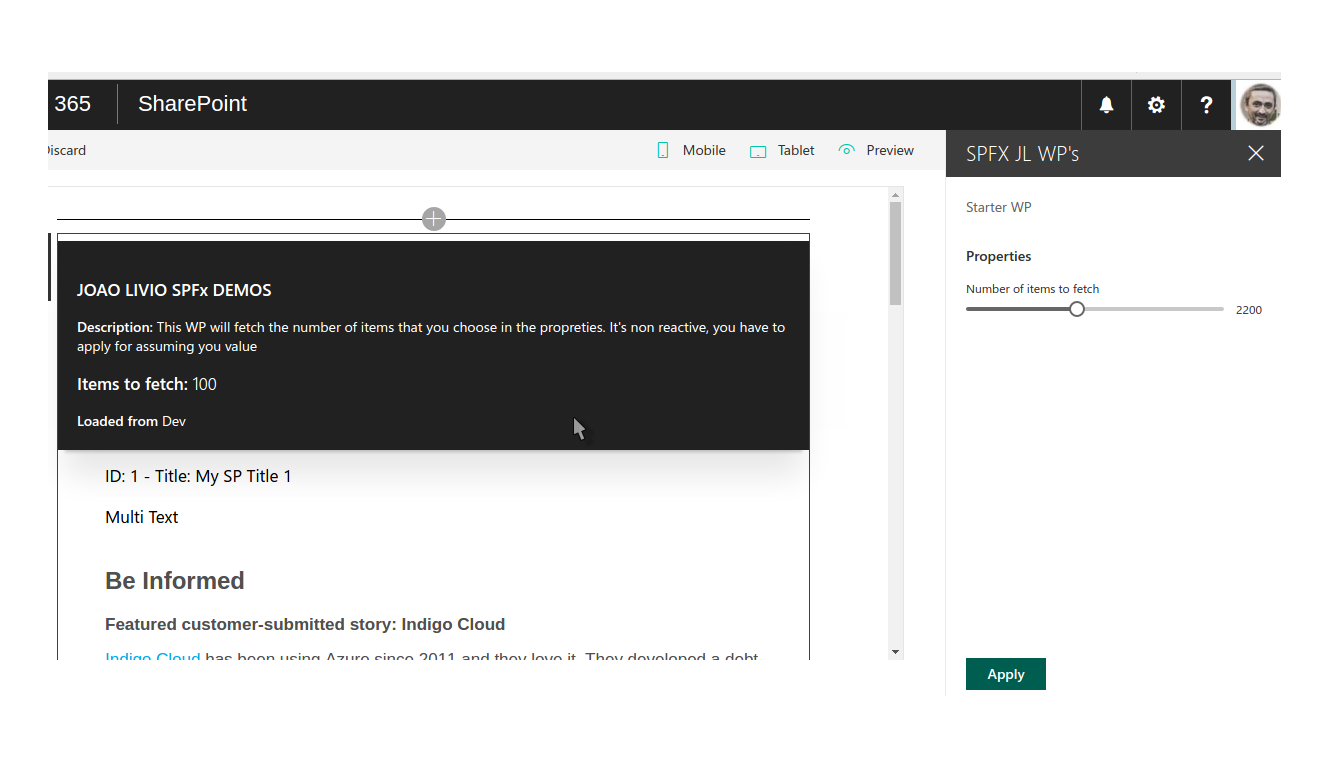 365 SharePoint ?
Discard Mobile Tablet Preview
SPFX JL WP's
Starter WP
Properties
Number of items to fetch
2200
JOAO LIVIO SPFx DEMOS
Description: This WP will fetch the number of items that you choose in the propreties. It's non reactive, you have to
apply for assuming you value
Items to fetch: 100
Loaded from Dev
ID: 1 - Title: My SP Title 1
Multi Text
Be Informed
Featured customer-submitted story: Indigo Cloud
Indigo Cloud has been using Azure since 2011 and they love it. They developed a debt
Apply